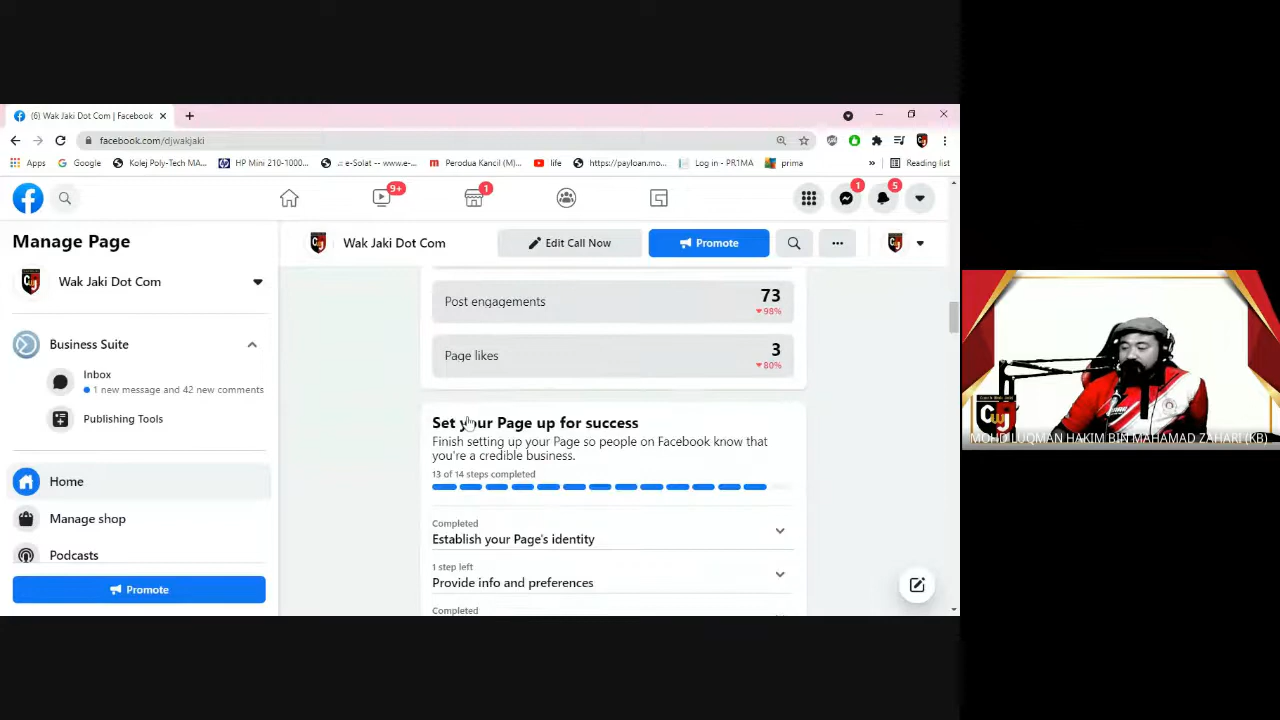 (6) Wak Jaki Dot Com | Facebook
facebook.com/djwakjaki
Apps
Google
Kolej Poly-Tech MA...
HP Mini 210-1000...
.:: e-Solat -- www.e-...
Perodua Kancil (M)...
life
https://payloan.mo...
Log in - PR1MA
prima
»
Reading list
9+
1
1
5
Manage Page
Wak Jaki Dot Com
Edit Call Now
Promote
Wak Jaki Dot Com
Business Suite
Inbox
1 new message and 42 new comments
Publishing Tools
Home
Manage shop
Podcasts
Promote
Post engagements
73
98%
Page likes
3
80%
Set your Page up for success
Finish setting up your Page so people on Facebook know that
you're a credible business.
13 of 14 steps completed
Completed
Establish your Page's identity
1 step left
Provide info and preferences
Completed
CWJ
MOHD LUQMAN HAKIM BIN MAHAMAD ZAHARI (KB)